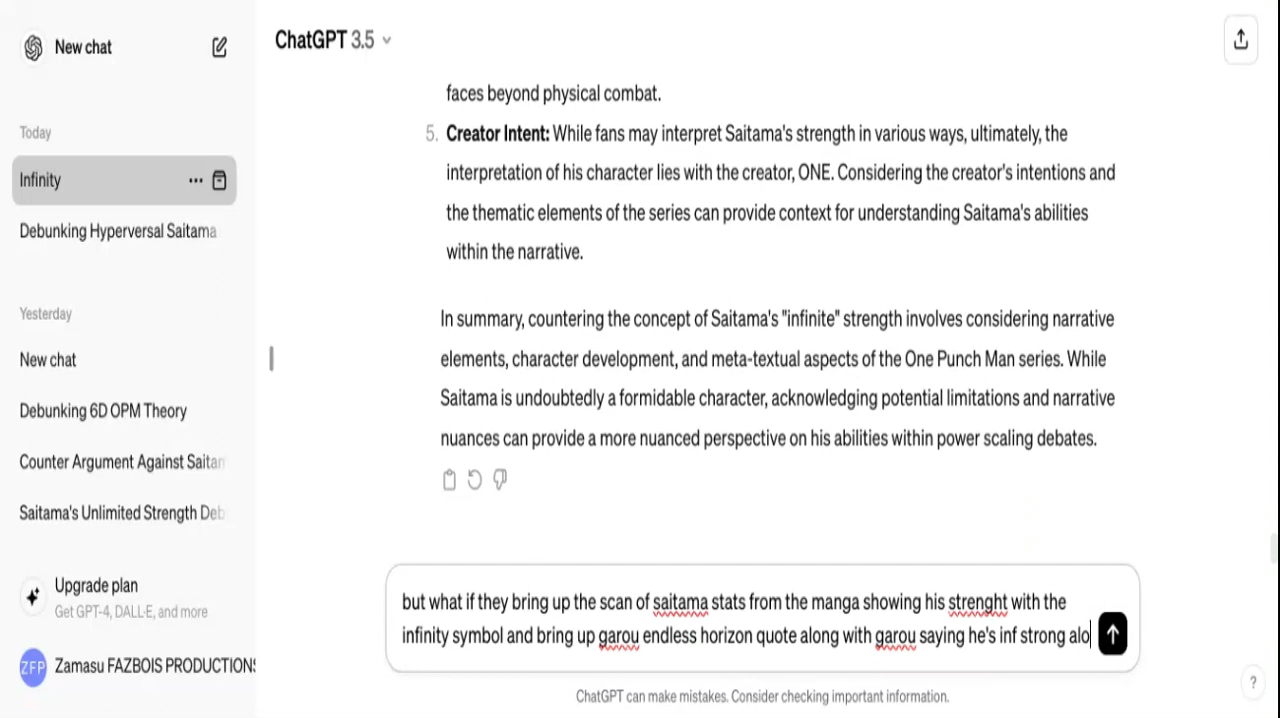 New chat
Today
Infinity
Debunking Hyperversal Saitama
Yesterday
New chat
Debunking 6D OPM Theory
Counter Argument Against Saitam
Saitama's Unlimited Strength Deb
Upgrade plan
Get GPT-4, DALL·E, and more
ZFP
Zamasu FAZBOIS PRODUCTIONS
ChatGPT 3.5
faces beyond physical combat.
5. Creator Intent: While fans may interpret Saitama's strength in various ways, ultimately, the
interpretation of his character lies with the creator, ONE. Considering the creator's intentions and
the thematic elements of the series can provide context for understanding Saitama's abilities
within the narrative.
In summary, countering the concept of Saitama's "infinite" strength involves considering narrative
elements, character development, and meta-textual aspects of the One Punch Man series. While
Saitama is undoubtedly a formidable character, acknowledging potential limitations and narrative
nuances can provide a more nuanced perspective on his abilities within power scaling debates.
but what if they bring up the scan of saitama stats from the manga showing his strenght with the
infinity symbol and bring up garou endless horizon quote along with garou saying he's inf strong alo
ChatGPT can make mistakes. Consider checking important information.
?